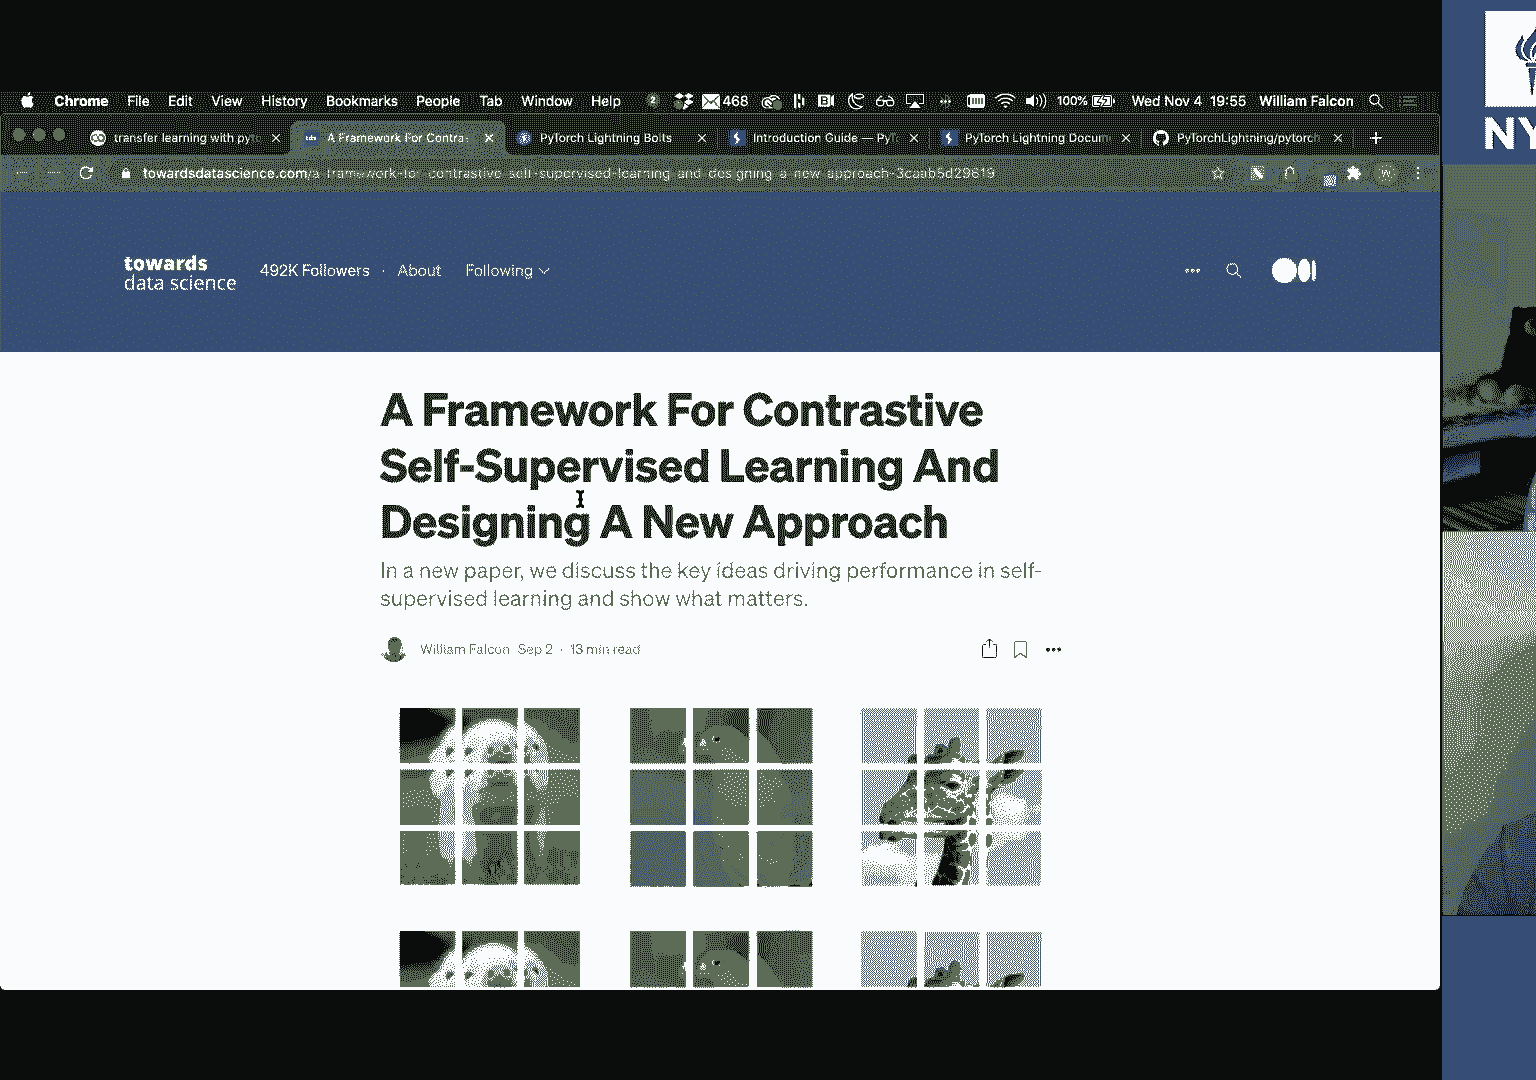 Chrome File Edit View History Bookmarks People Tab Window Help 2 468 100% Wed Nov 4 19:55 William Falcon
transfer learning with pyto A Framework For Contra- PyTorch Lightning Bolts Introduction Guide — PyT PyTorch Lightning Docum PyTorchLightning/pytorch
towardsdatascience.com/a-framework-for-contrastive-self-supervised-learning-and-designing-a-new-approach-3caab5d29619
towards
data science
492K Followers · About Following
A Framework For Contrastive
Self-Supervised Learning And
Designing A New Approach
In a new paper, we discuss the key ideas driving performance in self-
supervised learning and show what matters.
William Falcon Sep 2 · 13 min read
NY